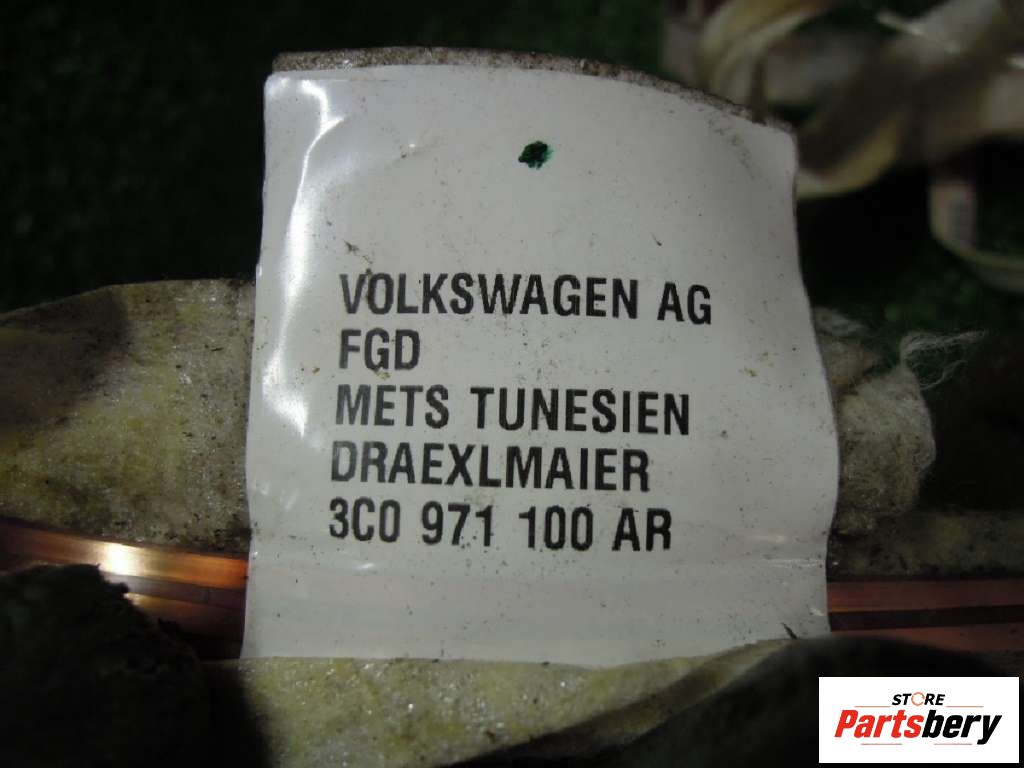 VOLKSWAGEN AG
FGD
METS TUNESIEN
DRAEXLMAIER
3C0 971 100 AR
STORE
Partsbery